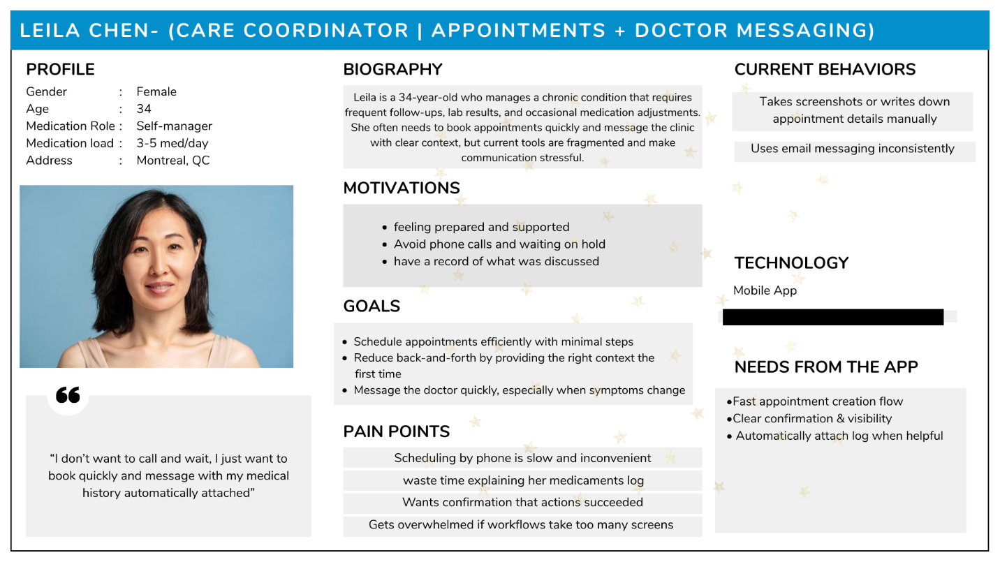 LEILA CHEN- (CARE COORDINATOR | APPOINTMENTS + DOCTOR MESSAGING)
PROFILE
Gender : Female
Age : 34
Medication Role : Self-manager
Medication load : 3-5 med/day
Address : Montreal, QC
“I don’t want to call and wait, I just want to
book quickly and message with my medical
history automatically attached”
BIOGRAPHY
Leila is a 34-year-old who manages a chronic condition that requires
frequent follow-ups, lab results, and occasional medication adjustments.
She often needs to book appointments quickly and message the clinic
with clear context, but current tools are fragmented and make
communication stressful.
MOTIVATIONS
• feeling prepared and supported
• Avoid phone calls and waiting on hold
• have a record of what was discussed
GOALS
• Schedule appointments efficiently with minimal steps
• Reduce back-and-forth by providing the right context the
first time
• Message the doctor quickly, especially when symptoms change
PAIN POINTS
Scheduling by phone is slow and inconvenient
waste time explaining her medicaments log
Wants confirmation that actions succeeded
Gets overwhelmed if workflows take too many screens
CURRENT BEHAVIORS
Takes screenshots or writes down
appointment details manually
Uses email messaging inconsistently
TECHNOLOGY
Mobile App
NEEDS FROM THE APP
•Fast appointment creation flow
•Clear confirmation & visibility
• Automatically attach log when helpful